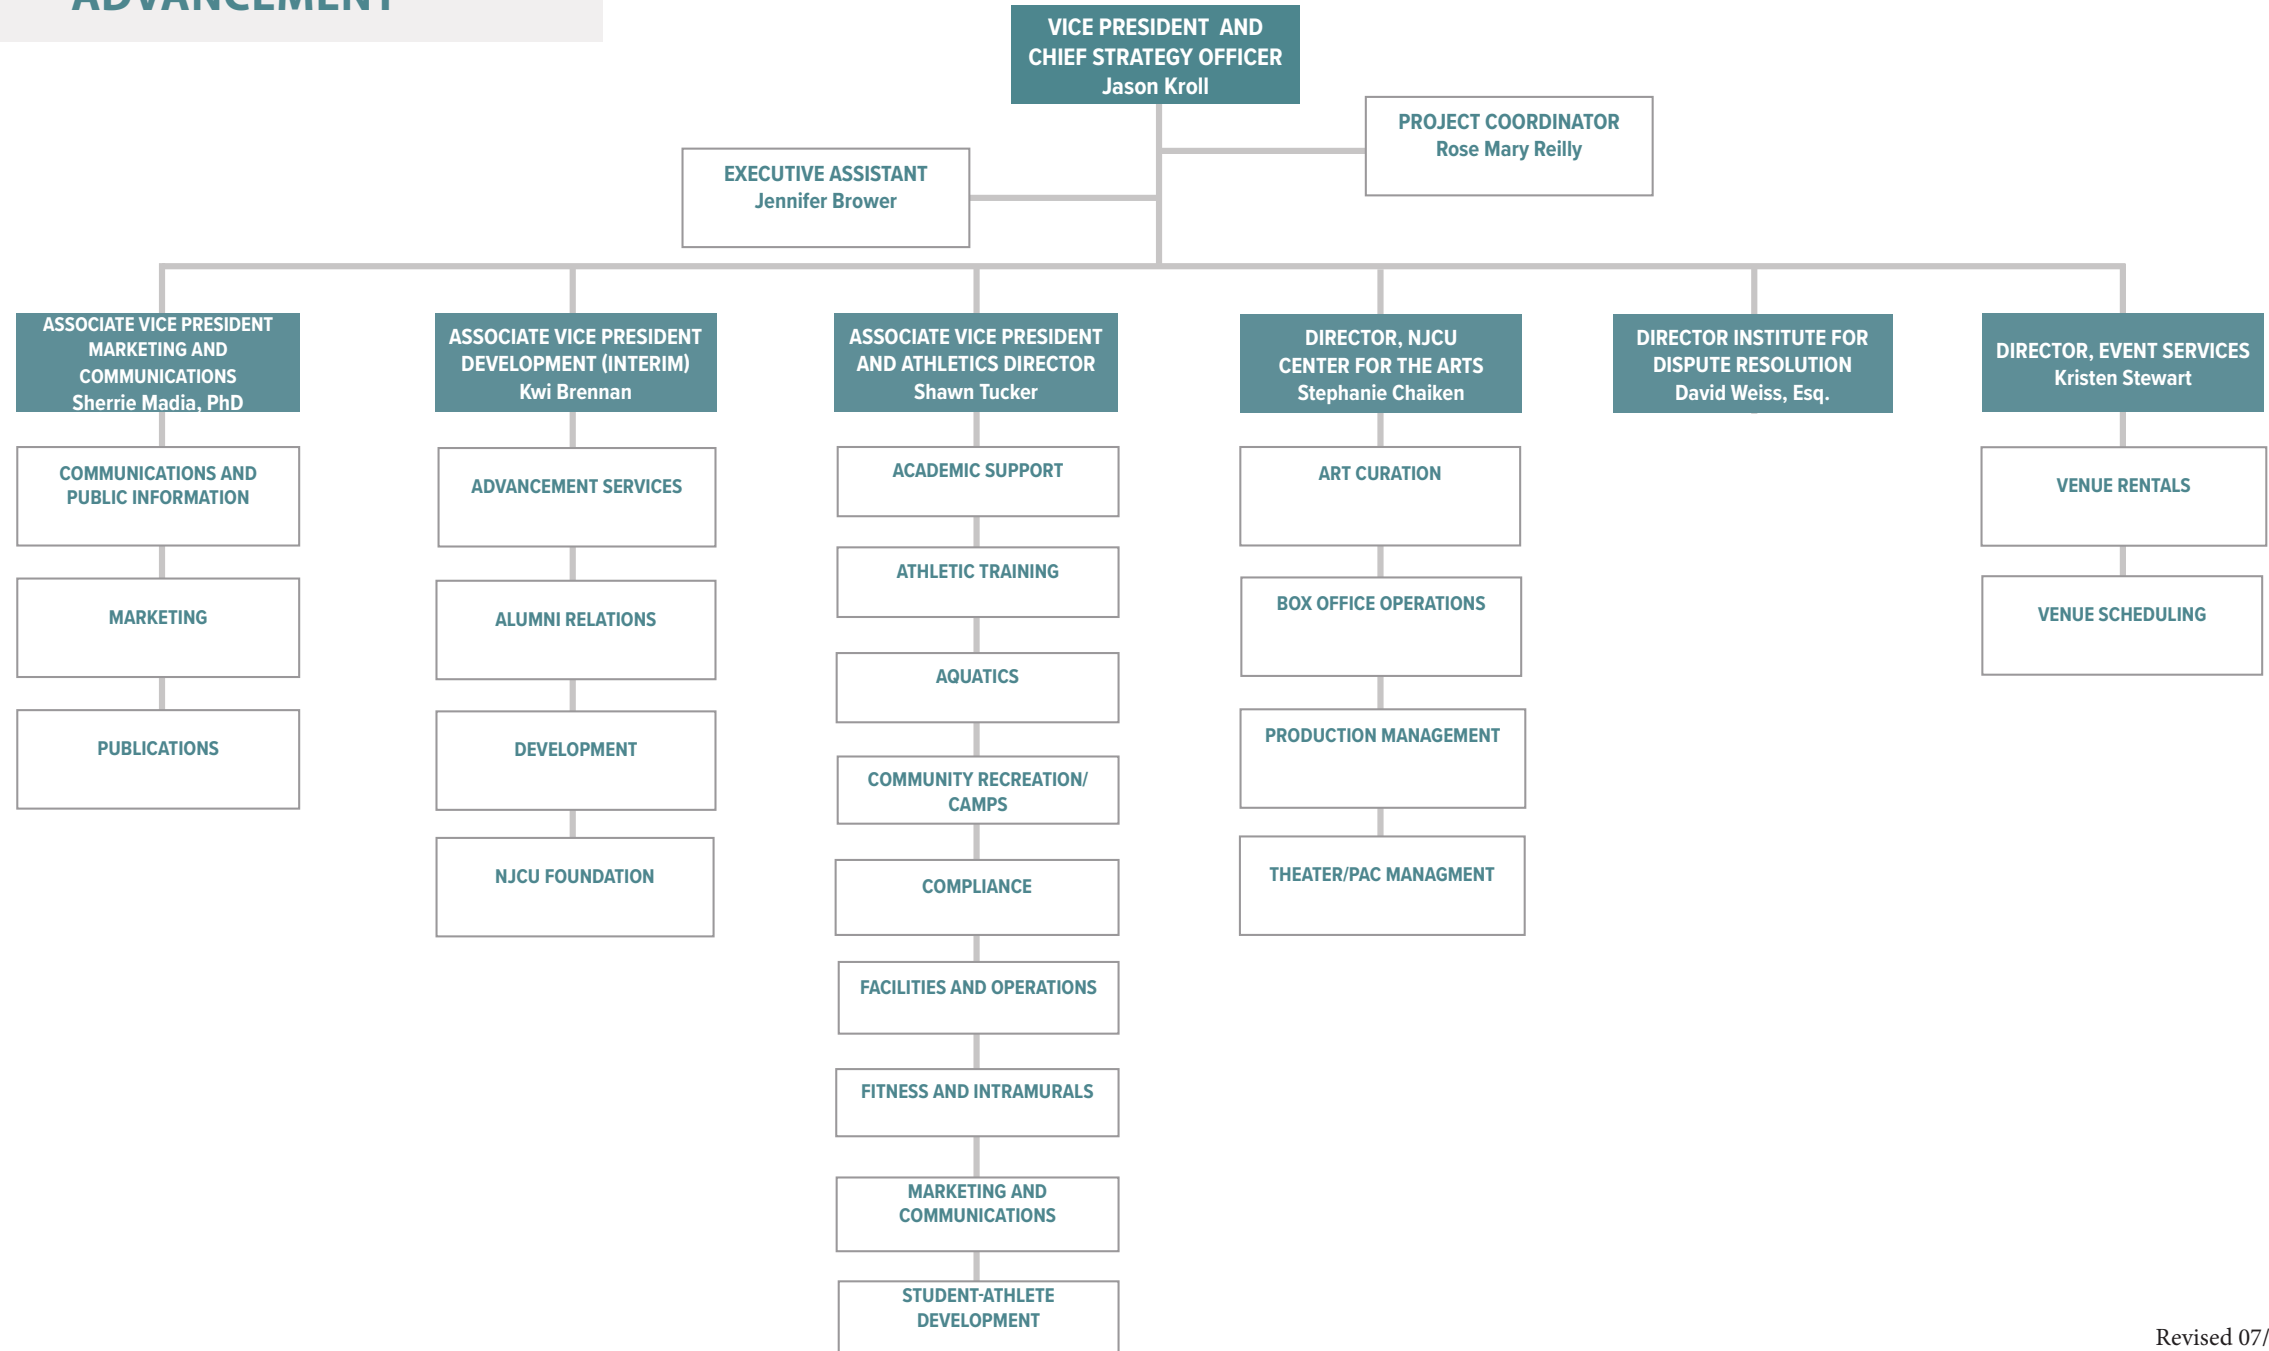 ADVANCEMENT
VICE PRESIDENT AND
CHIEF STRATEGY OFFICER
Jason Kroll
PROJECT COORDINATOR
Rose Mary Reilly
EXECUTIVE ASSISTANT
Jennifer Brower
ASSOCIATE VICE PRESIDENT
MARKETING AND
COMMUNICATIONS
Sherrie Madia, PhD
COMMUNICATIONS AND
PUBLIC INFORMATION
MARKETING
PUBLICATIONS
ASSOCIATE VICE PRESIDENT
DEVELOPMENT (INTERIM)
Kwi Brennan
ADVANCEMENT SERVICES
ALUMNI RELATIONS
DEVELOPMENT
NJCU FOUNDATION
ASSOCIATE VICE PRESIDENT
AND ATHLETICS DIRECTOR
Shawn Tucker
ACADEMIC SUPPORT
ATHLETIC TRAINING
AQUATICS
COMMUNITY RECREATION/
CAMPS
COMPLIANCE
FACILITIES AND OPERATIONS
FITNESS AND INTRAMURALS
MARKETING AND
COMMUNICATIONS
STUDENT-ATHLETE
DEVELOPMENT
DIRECTOR, NJCU
CENTER FOR THE ARTS
Stephanie Chaiken
ART CURATION
BOX OFFICE OPERATIONS
PRODUCTION MANAGEMENT
THEATER/PAC MANAGMENT
DIRECTOR INSTITUTE FOR
DISPUTE RESOLUTION
David Weiss, Esq.
DIRECTOR, EVENT SERVICES
Kristen Stewart
VENUE RENTALS
VENUE SCHEDULING
Revised 07/